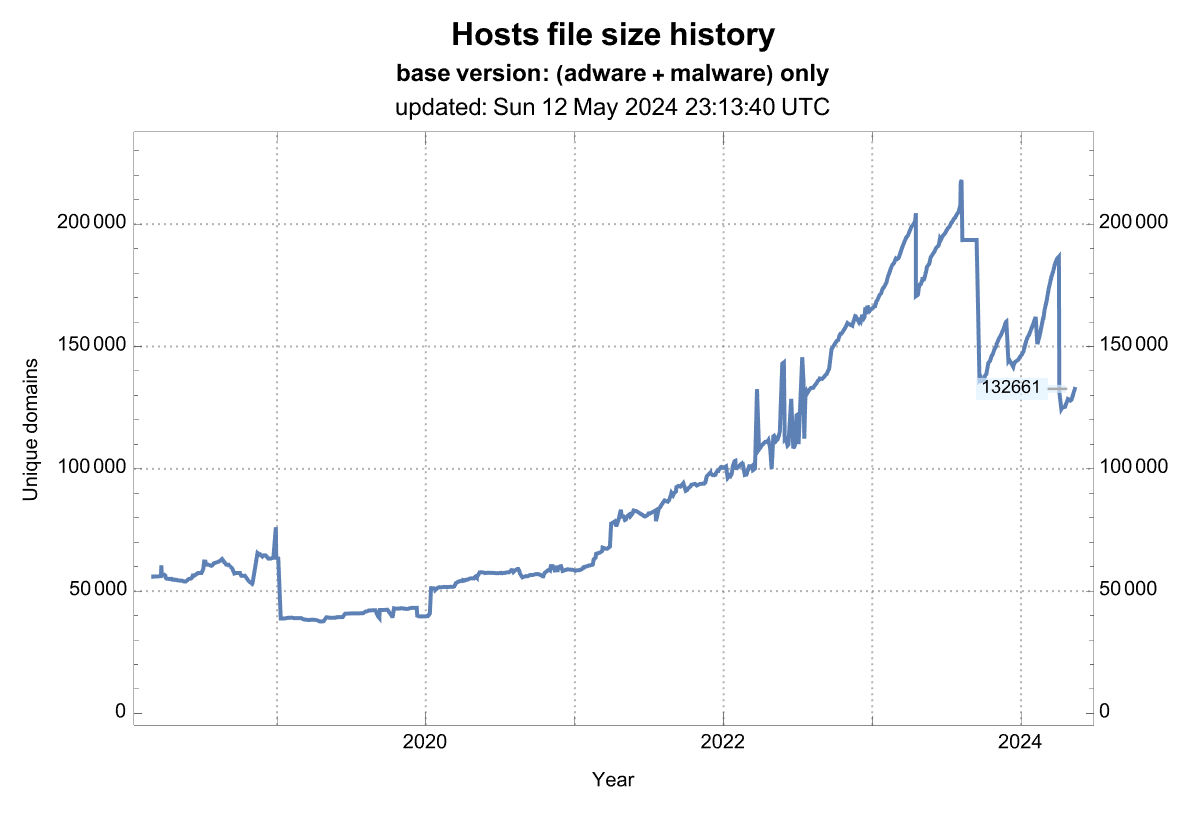 Hosts file size history
base version: (adware + malware) only
updated: Sun 12 May 2024 23:13:40 UTC
Unique domains
200 000
150 000
100 000
50 000
0
132661
200 000
150 000
100 000
50 000
0
2020
2022
2024
Year